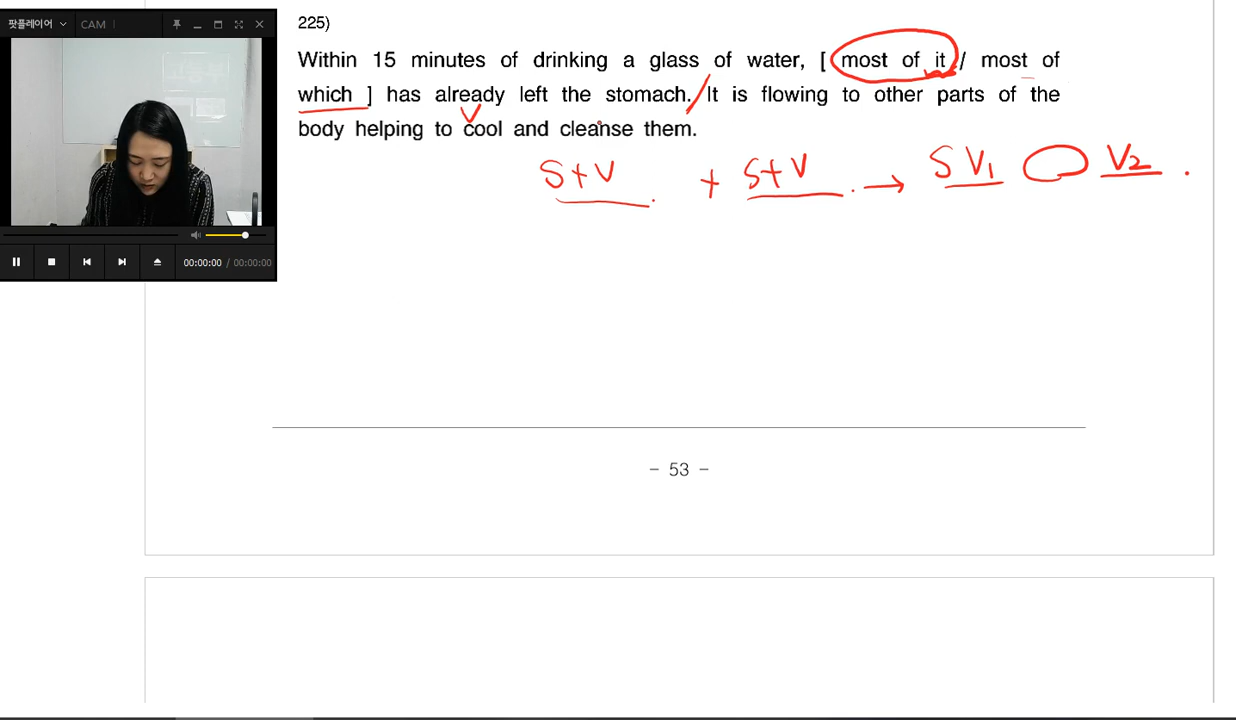 팟플레이어 CAM
225)
Within 15 minutes of drinking a glass of water, [ most of it / most of
which ] has already left the stomach. It is flowing to other parts of the
body helping to cool and cleanse them.
S+V. + S+V. → S V1 V2.
00:00:00 / 00:00:00
- 53 -